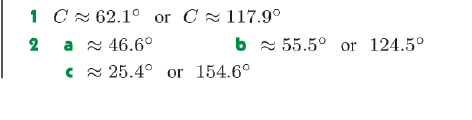 1 C ≈ 62.1° or C ≈ 117.9°
2 a ≈ 46.6° b ≈ 55.5° or 124.5°
c ≈ 25.4° or 154.6°